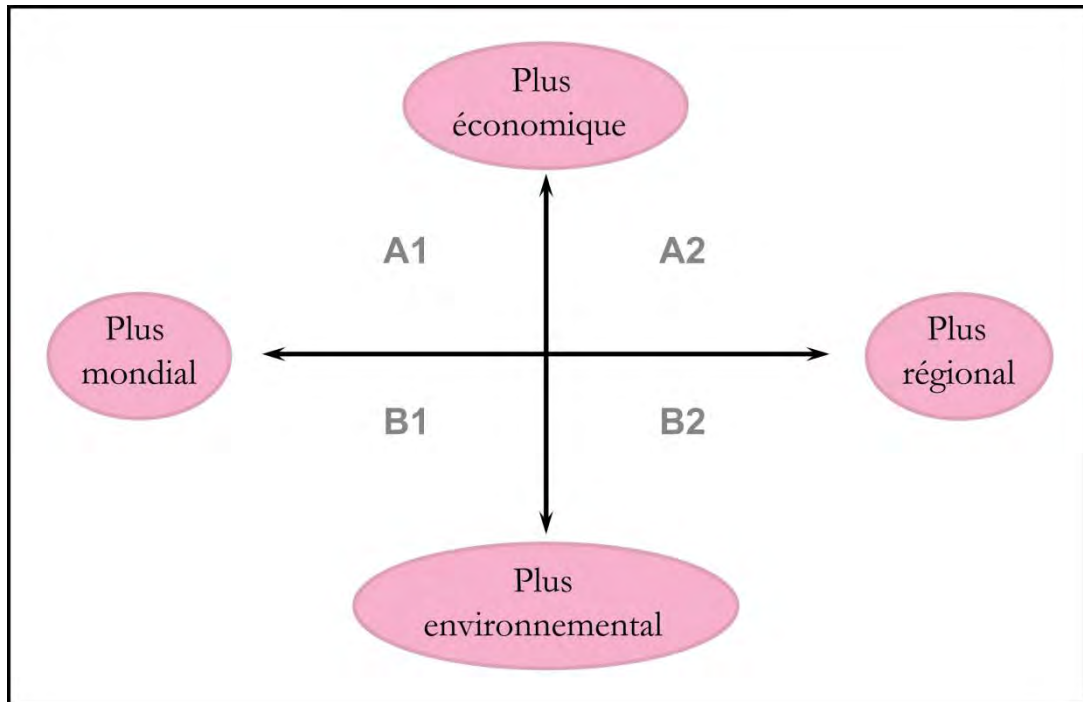 Plus
économique
A1
A2
Plus
mondial
Plus
régional
B1
B2
Plus
environnemental